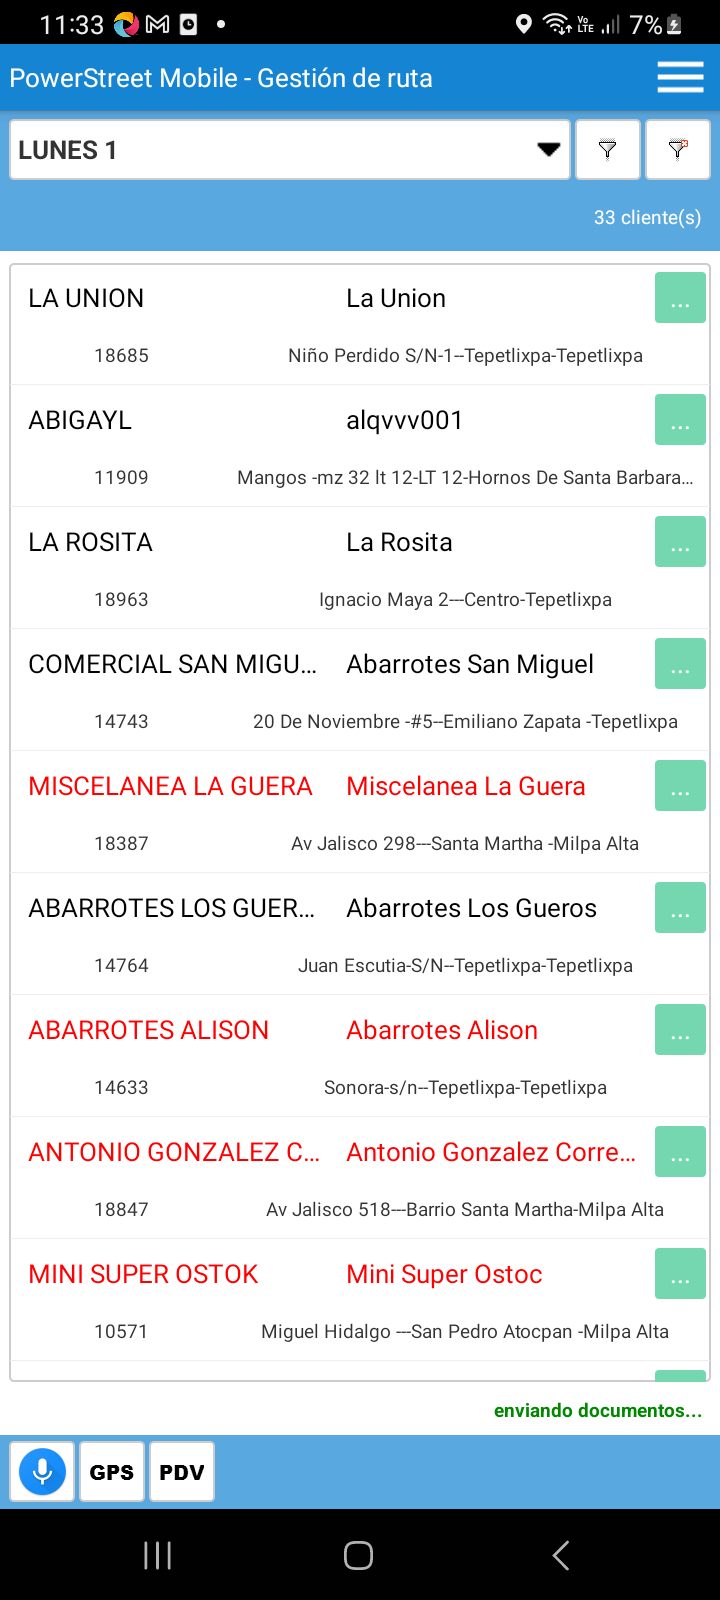 11:33
Vo LTE 7%
PowerStreet Mobile - Gestión de ruta
LUNES 1
33 cliente(s)
LA UNION La Union ...
18685 Niño Perdido S/N-1--Tepetlixpa-Tepetlixpa
ABIGAYL alqvvv001 ...
11909 Mangos -mz 32 lt 12-LT 12-Hornos De Santa Barbara...
LA ROSITA La Rosita ...
18963 Ignacio Maya 2---Centro-Tepetlixpa
COMERCIAL SAN MIGU... Abarrotes San Miguel ...
14743 20 De Noviembre -#5--Emiliano Zapata -Tepetlixpa
MISCELANEA LA GUERA Miscelanea La Guera ...
18387 Av Jalisco 298---Santa Martha -Milpa Alta
ABARROTES LOS GUER... Abarrotes Los Gueros ...
14764 Juan Escutia-S/N--Tepetlixpa-Tepetlixpa
ABARROTES ALISON Abarrotes Alison ...
14633 Sonora-s/n--Tepetlixpa-Tepetlixpa
ANTONIO GONZALEZ C... Antonio Gonzalez Corre... ...
18847 Av Jalisco 518---Barrio Santa Martha-Milpa Alta
MINI SUPER OSTOK Mini Super Ostoc ...
10571 Miguel Hidalgo ---San Pedro Atocpan -Milpa Alta
enviando documentos...
GPS PDV